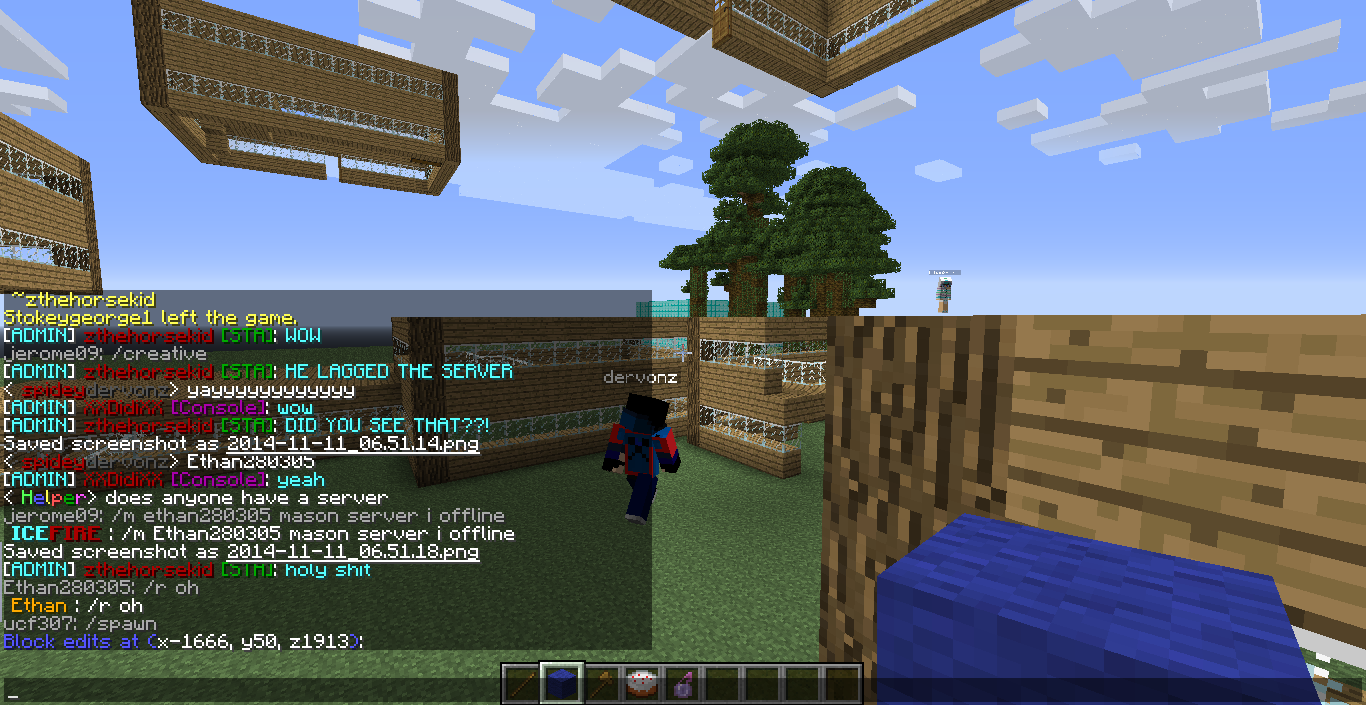 ~zthehorsekid
Stokeygeorge1 left the game.
[ADMIN] zthehorsekid [STA]: WOW
jerome09: /creative
[ADMIN] zthehorsekid [STA]: HE LAGGED THE SERVER
< spideydervonz> yayyyyyyyyyyyyy
[ADMIN] XXDidiXX [Console]: wow
[ADMIN] zthehorsekid [STA]: DID YOU SEE THAT??!
Saved screenshot as 2014-11-11_06.51.14.png
< spideydervonz> Ethan280305
[ADMIN] XXDidiXX [Console]: yeah
< Helper> does anyone have a server
jerome09: /m ethan280305 mason server i offline
ICEFIRE : /m Ethan280305 mason server i offline
Saved screenshot as 2014-11-11_06.51.18.png
[ADMIN] zthehorsekid [STA]: holy shit
Ethan280305: /r oh
Ethan : /r oh
ucf307: /spawn
Block edits at (x-1666, y50, z1913):
_
dervonz